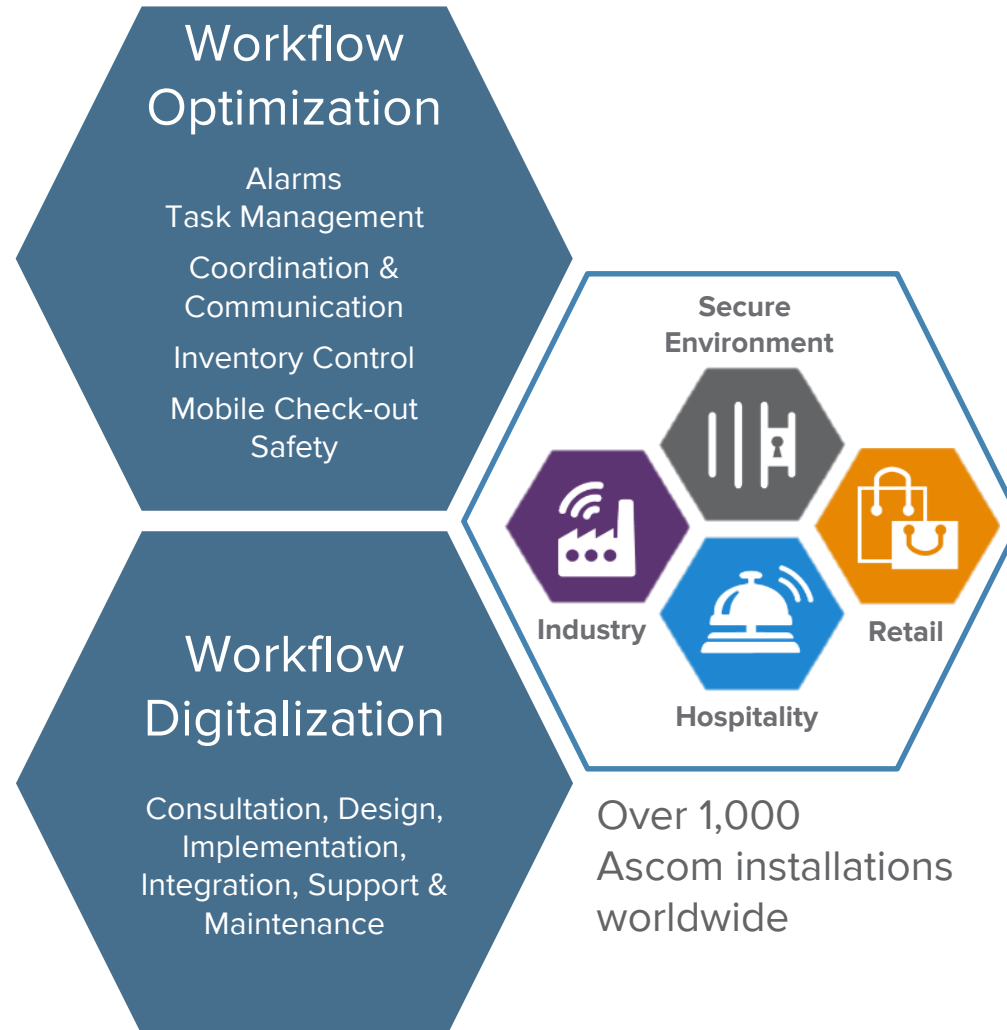 Workflow
Optimization
Alarms
Task Management
Coordination &
Communication
Inventory Control
Mobile Check-out
Safety
Secure
Environment
Industry
Retail
Hospitality
Workflow
Digitalization
Consultation, Design,
Implementation,
Integration, Support &
Maintenance
Over 1,000
Ascom installations
worldwide